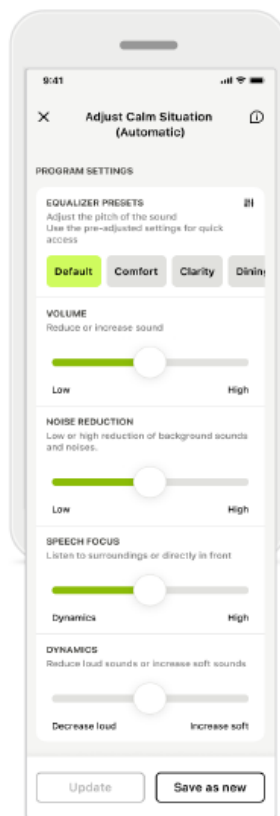 9:41
Adjust Calm Situation
(Automatic)
PROGRAM SETTINGS
EQUALIZER PRESETS
Adjust the pitch of the sound
Use the pre-adjusted settings for quick
access
Default Comfort Clarity Dining
VOLUME
Reduce or increase sound
Low High
NOISE REDUCTION
Low or high reduction of background sounds
and noises.
Low High
SPEECH FOCUS
Listen to surroundings or directly in front
Dynamics High
DYNAMICS
Reduce loud sounds or increase soft sounds
Decrease loud Increase soft
Update Save as new